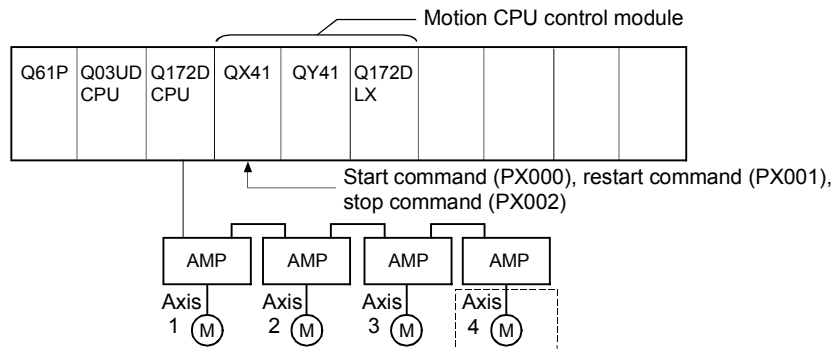 Motion CPU control module
Q61P Q03UD CPU Q172D CPU QX41 QY41 Q172D LX
Start command (PX000), restart command (PX001),
stop command (PX002)
AMP AMP AMP AMP
Axis 1 M Axis 2 M Axis 3 M Axis 4 M